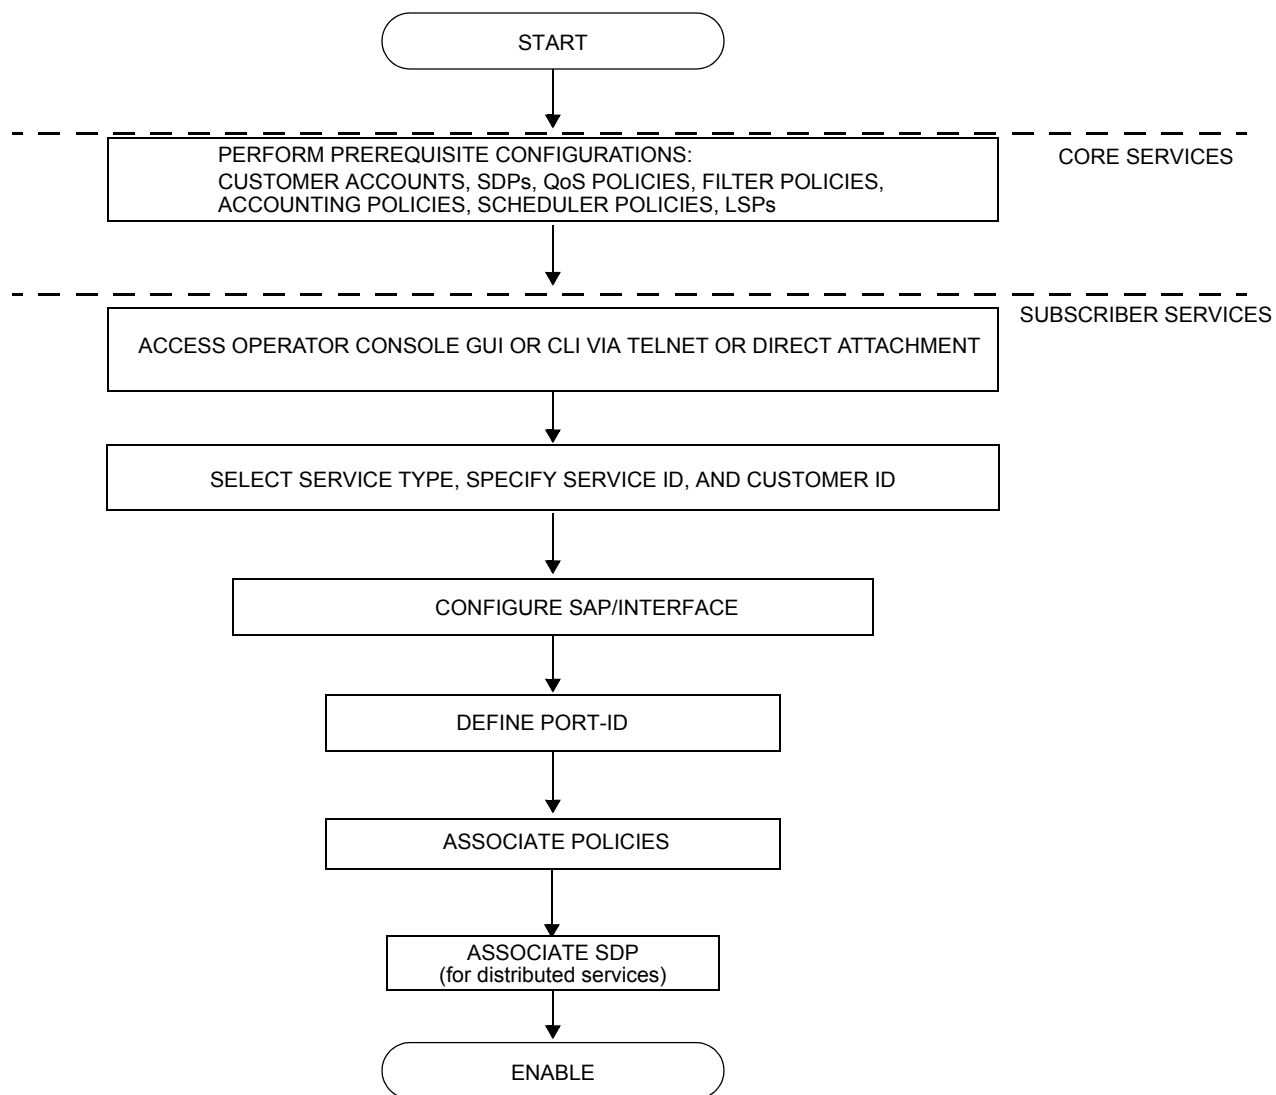 START
CORE SERVICES
PERFORM PREREQUISITE CONFIGURATIONS:
CUSTOMER ACCOUNTS, SDPs, QoS POLICIES, FILTER POLICIES,
ACCOUNTING POLICIES, SCHEDULER POLICIES, LSPs
SUBSCRIBER SERVICES
ACCESS OPERATOR CONSOLE GUI OR CLI VIA TELNET OR DIRECT ATTACHMENT
SELECT SERVICE TYPE, SPECIFY SERVICE ID, AND CUSTOMER ID
CONFIGURE SAP/INTERFACE
DEFINE PORT-ID
ASSOCIATE POLICIES
ASSOCIATE SDP
(for distributed services)
ENABLE